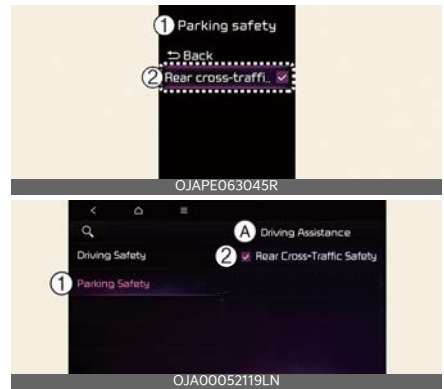 1 Parking safety
Back
2 Rear cross-traffi..
OJAPE063045R
A Driving Assistance
Driving Safety
2 Rear Cross-Traffic Safety
1 Parking Safety
OJA00052119LN